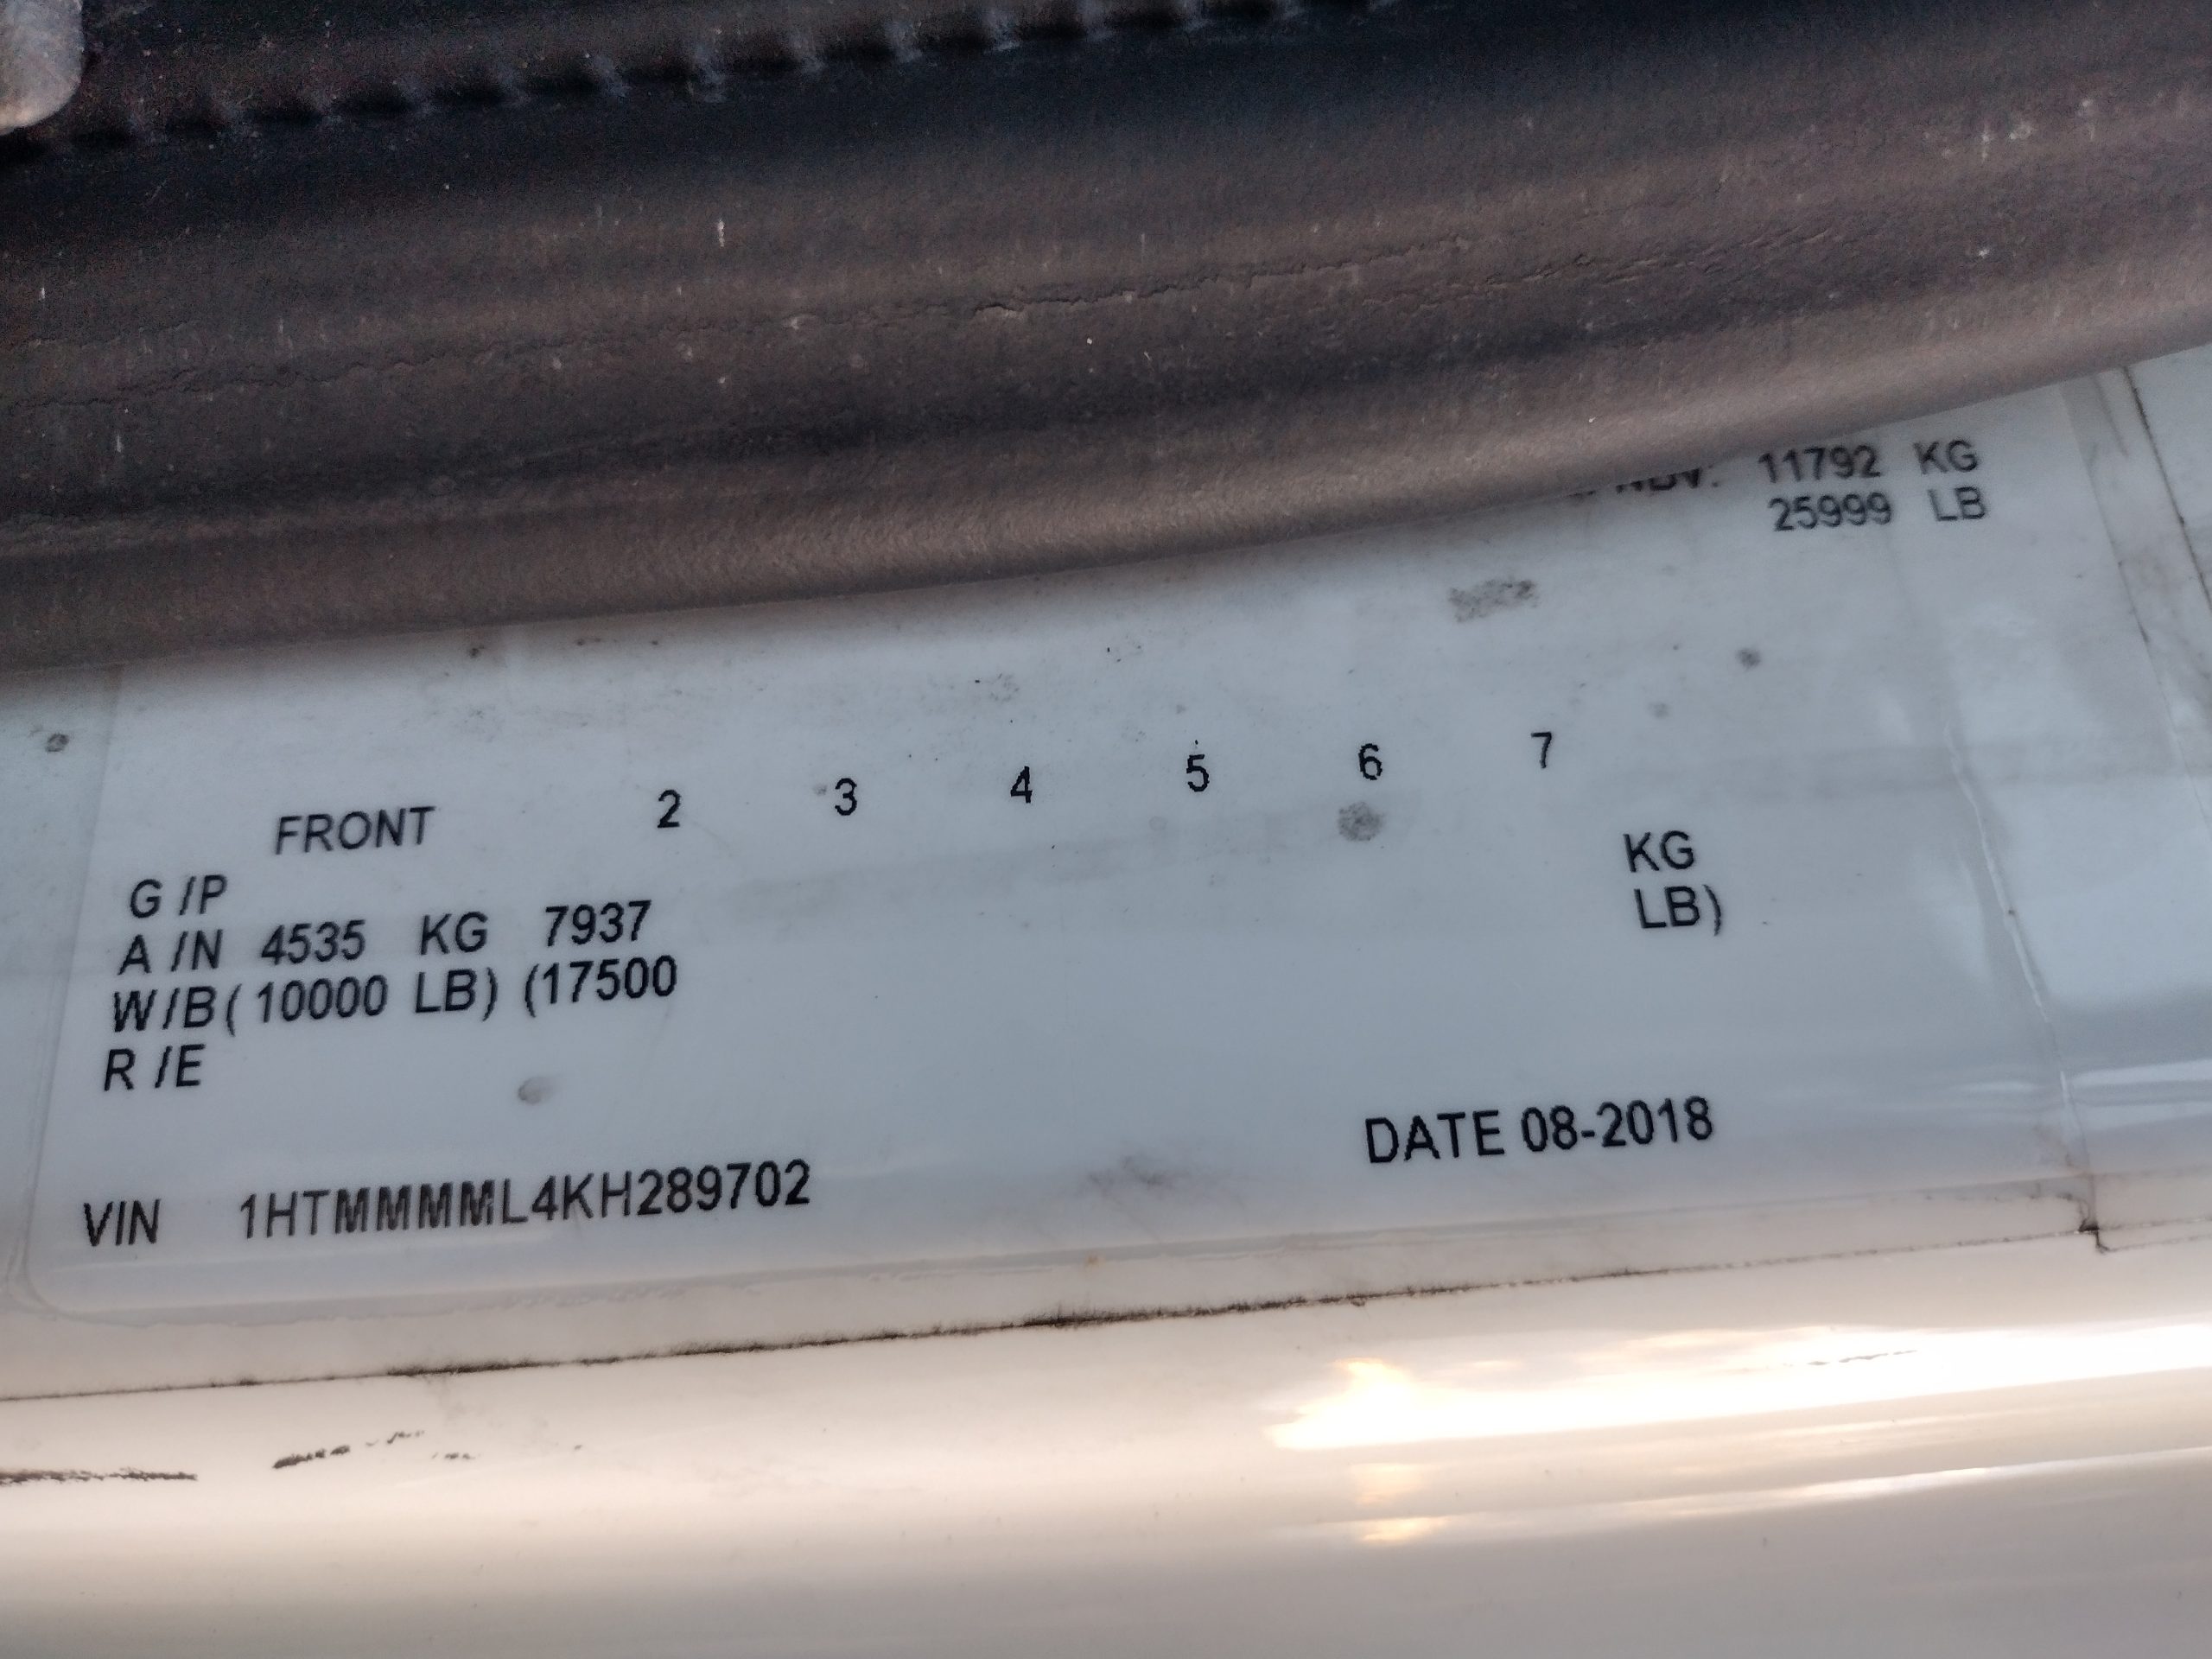 11792 KG
25999 LB
FRONT 2 3 4 5 6 7
G /P
A /N 4535 KG 7937 KG
W/B( 10000 LB) (17500 LB)
R /E
DATE 08-2018
VIN 1HTMMMML4KH289702